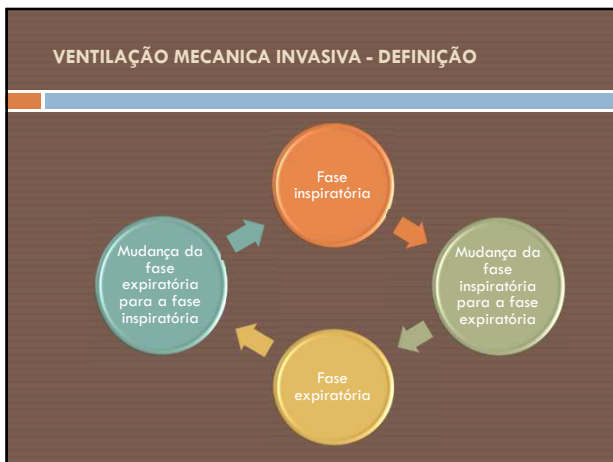 VENTILAÇÃO MECANICA INVASIVA - DEFINIÇÃO
Fase
inspiratória
Mudança da
fase
inspiratória
para a fase
expiratória
Fase
expiratória
Mudança da
fase
expiratória
para a fase
inspiratória